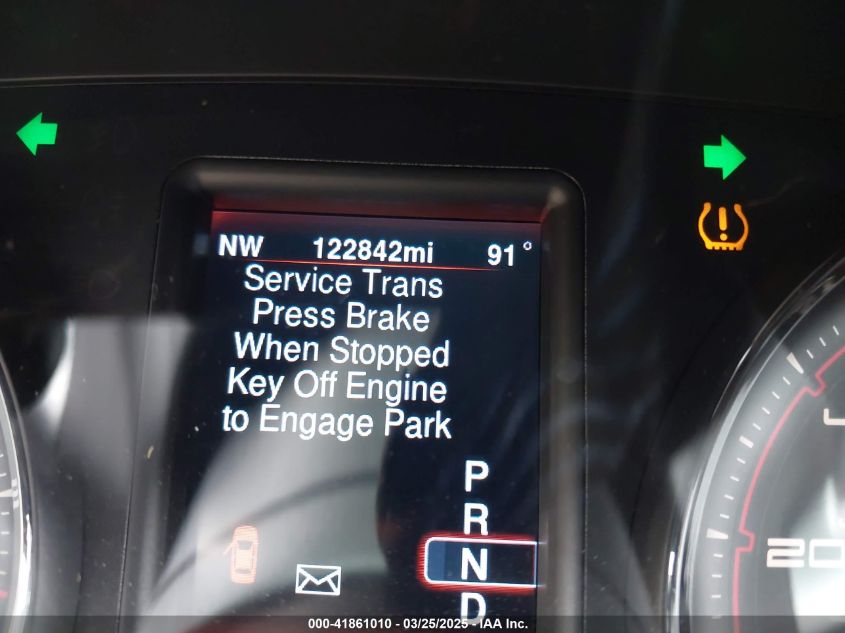 NW 122842mi 91°
Service Trans
Press Brake
When Stopped
Key Off Engine
to Engage Park
P
R
N
D
20
000-41861010 - 03/25/2025 - IAA Inc.